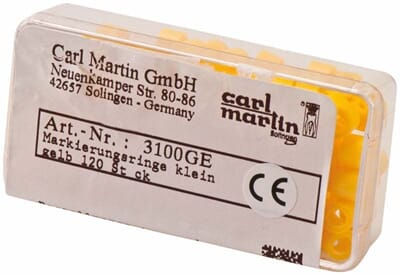 Carl Martin GmbH
Neuenkamper Str. 80-86
42657 Solingen - Germany
carl
martin
Solingen
Art.-Nr.: 3100GE
Markierungsringe klein
gelb 120 St ck
CE